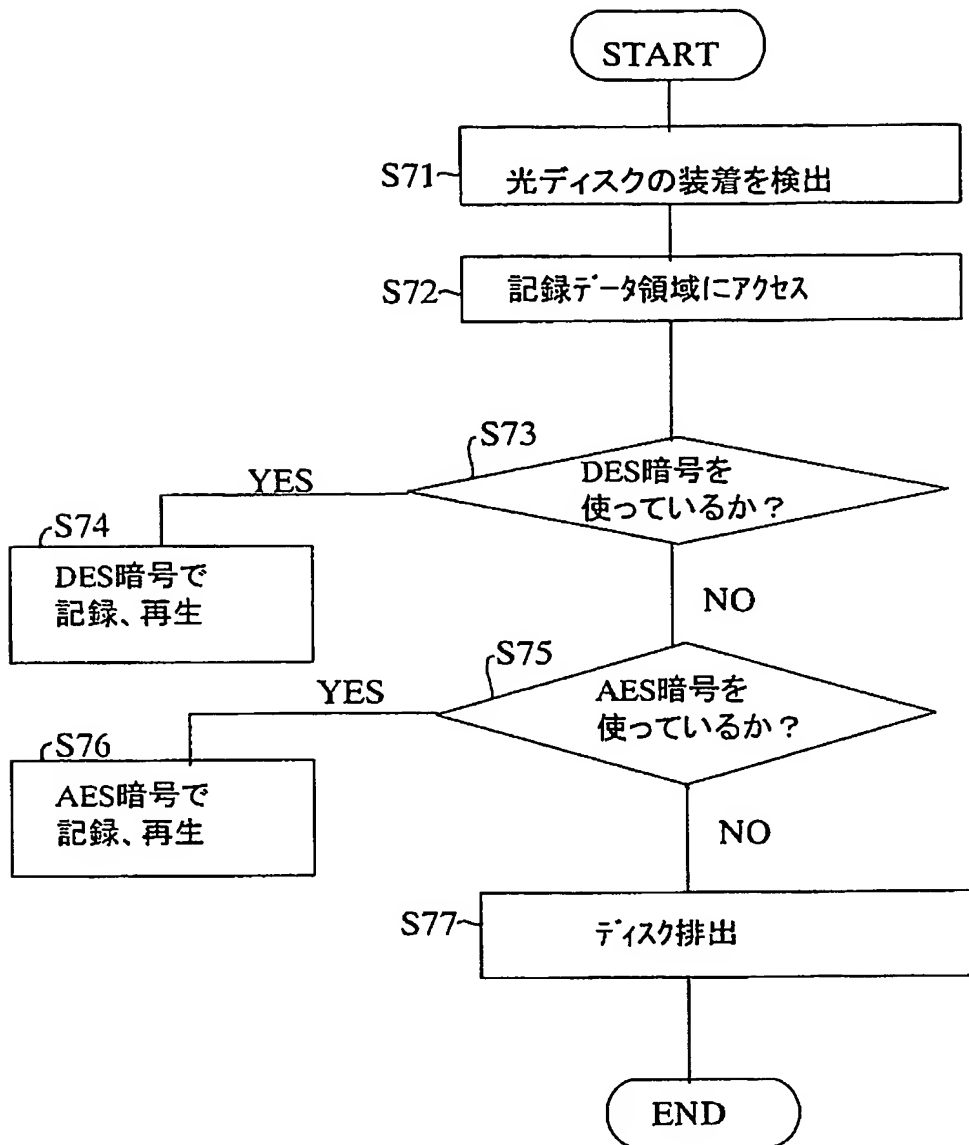 START
S71
光ディスクの装着を検出
S72
記録データ領域にアクセス
S73
DES暗号を
使っているか？
YES
S74
DES暗号で
記録、再生
NO
S75
AES暗号を
使っているか？
YES
S76
AES暗号で
記録、再生
NO
S77
ディスク排出
END